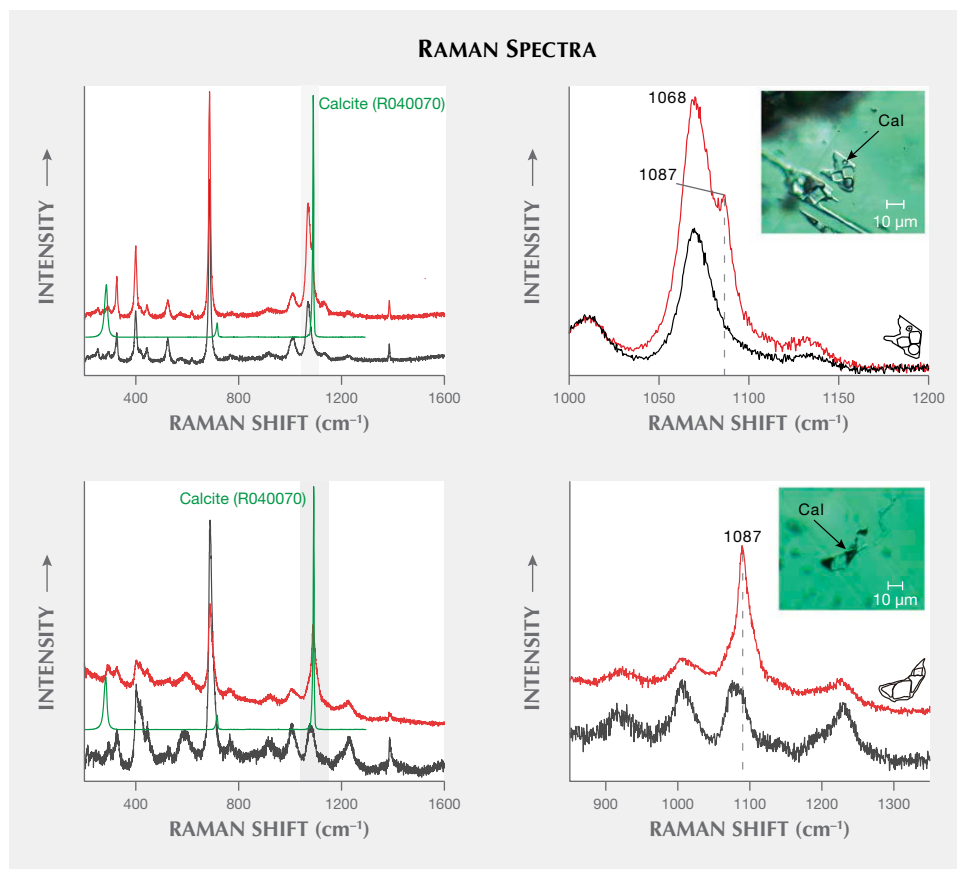 RAMAN SPECTRA
Calcite (R040070)
INTENSITY
400 800 1200 1600
RAMAN SHIFT (cm⁻¹)
1068
1087
Cal
10 µm
INTENSITY
1000 1050 1100 1150 1200
RAMAN SHIFT (cm⁻¹)
Calcite (R040070)
INTENSITY
400 800 1200 1600
RAMAN SHIFT (cm⁻¹)
1087
Cal
10 µm
INTENSITY
900 1000 1100 1200 1300
RAMAN SHIFT (cm⁻¹)